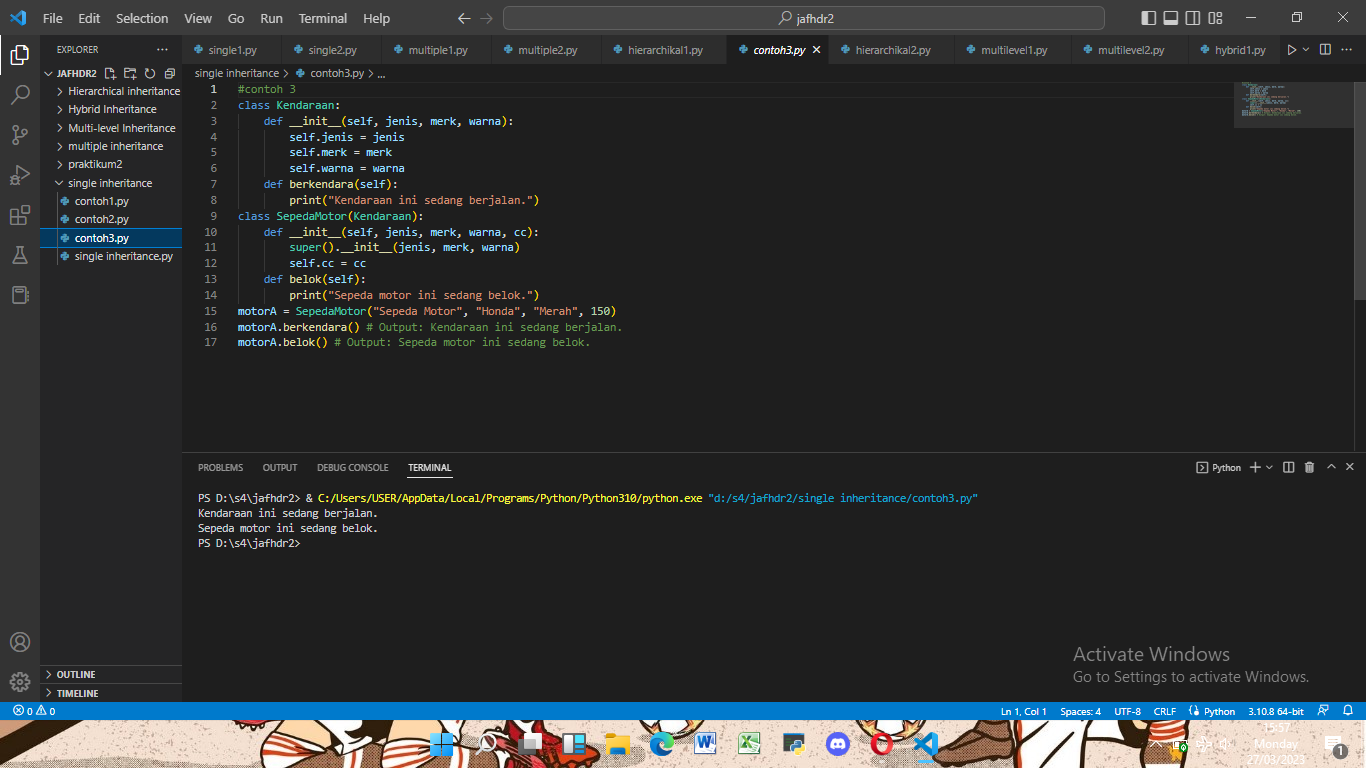 File Edit Selection View Go Run Terminal Help
jafhdr2
EXPLORER
single1.py single2.py multiple1.py multiple2.py hierarchikal1.py contoh3.py hierarchikal2.py multilevel1.py multilevel2.py hybrid1.py
JAFHDR2
Hierarchical inheritance
Hybrid Inheritance
Multi-level Inheritance
multiple inheritance
praktikum2
single inheritance
contoh1.py
contoh2.py
contoh3.py
single inheritance.py
OUTLINE
TIMELINE
single inheritance > contoh3.py > ...
1 #contoh 3
2 class Kendaraan:
3 def __init__(self, jenis, merk, warna):
4 self.jenis = jenis
5 self.merk = merk
6 self.warna = warna
7 def berkendara(self):
8 print("Kendaraan ini sedang berjalan.")
9 class SepedaMotor(Kendaraan):
10 def __init__(self, jenis, merk, warna, cc):
11 super().__init__(jenis, merk, warna)
12 self.cc = cc
13 def belok(self):
14 print("Sepeda motor ini sedang belok.")
15 motorA = SepedaMotor("Sepeda Motor", "Honda", "Merah", 150)
16 motorA.berkendara() # Output: Kendaraan ini sedang berjalan.
17 motorA.belok() # Output: Sepeda motor ini sedang belok.
PROBLEMS OUTPUT DEBUG CONSOLE TERMINAL
Python
PS D:\s4\jafhdr2> & C:/Users/USER/AppData/Local/Programs/Python/Python310/python.exe "d:/s4/jafhdr2/single inheritance/contoh3.py"
Kendaraan ini sedang berjalan.
Sepeda motor ini sedang belok.
PS D:\s4\jafhdr2>
Activate Windows
Go to Settings to activate Windows.
0 0
Ln 1, Col 1 Spaces: 4 UTF-8 CRLF Python 3.10.8 64-bit
15:57
Monday
27/03/2023
1